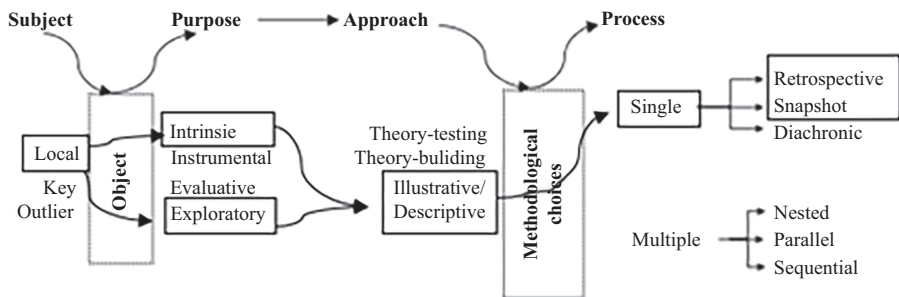 Subject
Purpose
Approach
Process
Object
Methodological
choices
Local
Key
Outlier
Intrinsie
Instrumental
Evaluative
Exploratory
Theory-testing
Theory-buliding
Illustrative/
Descriptive
Single
Retrospective
Snapshot
Diachronic
Multiple
Nested
Parallel
Sequential